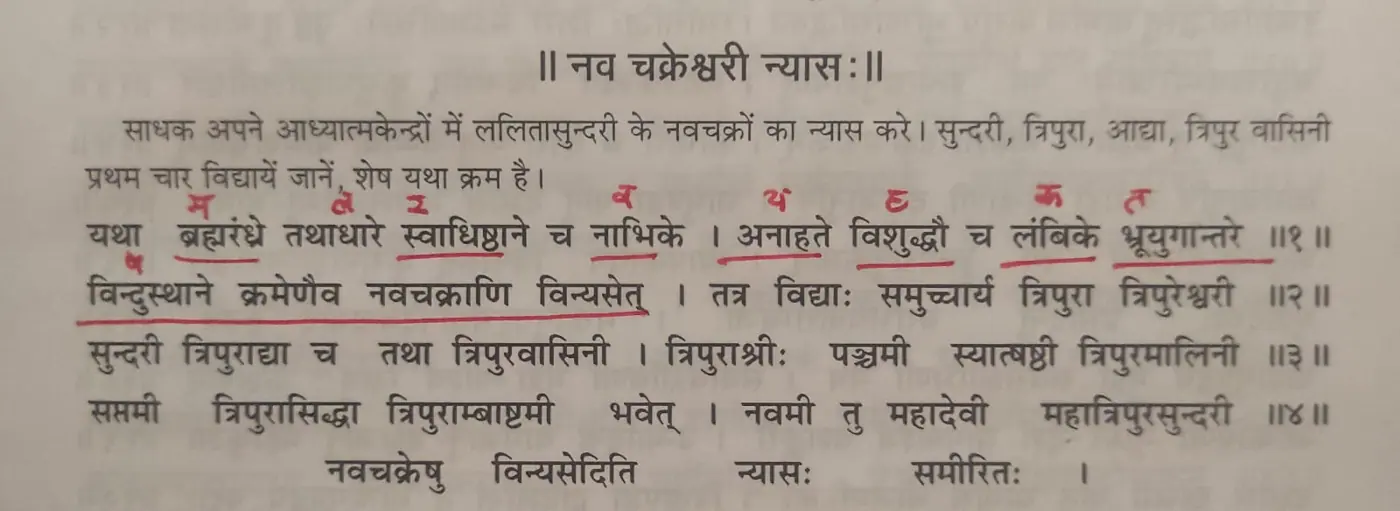 ॥ नव चक्रेश्वरी न्यासः॥
साधक अपने आध्यात्मकेन्द्रों में ललितासुन्दरी के नवचक्रों का न्यास करे। सुन्दरी, त्रिपुरा, आद्या, त्रिपुर वासिनी
प्रथम चार विद्यायें जानें, शेष यथा क्रम है।
म र व य ह क त
यथा ब्रह्मरंध्रे तथाधारे स्वाधिष्ठाने च नाभिके । अनाहते विशुद्धौ च लंबिके भ्रूयुगान्तरे ॥१॥
विन्दुस्थाने क्रमेणैव नवचक्राणि विन्यसेत् । तत्र विद्याः समुच्चार्य त्रिपुरा त्रिपुरेश्वरी ॥२॥
सुन्दरी त्रिपुराद्या च तथा त्रिपुरवासिनी । त्रिपुराश्रीः पञ्चमी स्यात्षष्ठी त्रिपुरमालिनी ॥३॥
सप्तमी त्रिपुरासिद्धा त्रिपुराम्बाष्टमी भवेत् । नवमी तु महादेवी महात्रिपुरसुन्दरी ॥४॥
नवचक्रेषु विन्यसेदिति न्यासः समीरितः ।